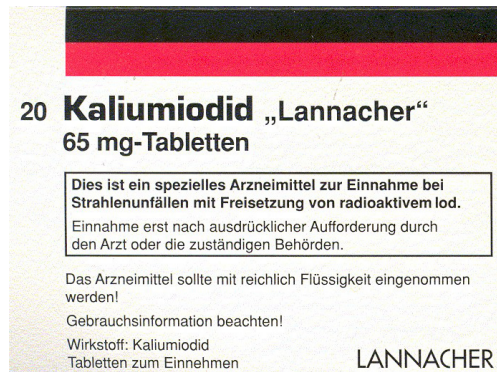 20 Kaliumiodid „Lannacher“
65 mg-Tabletten
Dies ist ein spezielles Arzneimittel zur Einnahme bei
Strahlenunfällen mit Freisetzung von radioaktivem Iod.
Einnahme erst nach ausdrücklicher Aufforderung durch
den Arzt oder die zuständigen Behörden.
Das Arzneimittel sollte mit reichlich Flüssigkeit eingenommen
werden!
Gebrauchsinformation beachten!
Wirkstoff: Kaliumiodid
Tabletten zum Einnehmen
LANNACHER